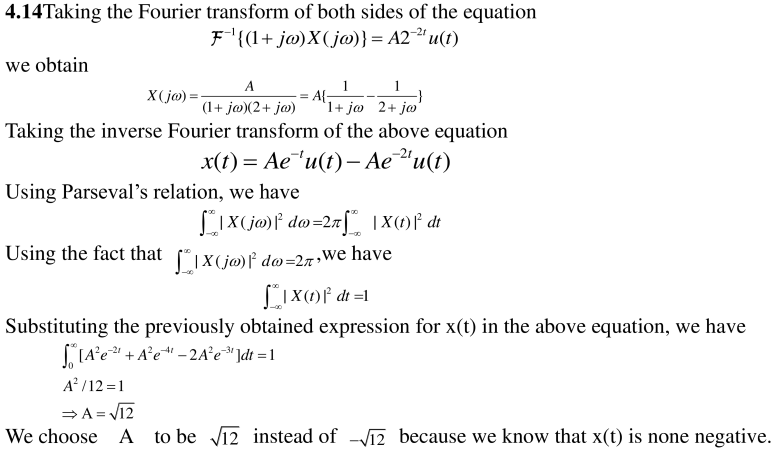 4.14Taking the Fourier transform of both sides of the equation
ℱ⁻¹{(1+ jω)X(jω)} = A2⁻²ᵗu(t)
we obtain
X(jω) = A/((1+ jω)(2+ jω)) = A{1/(1+ jω) − 1/(2+ jω)}
Taking the inverse Fourier transform of the above equation
x(t) = Ae⁻ᵗu(t) − Ae⁻²ᵗu(t)
Using Parseval’s relation, we have
∫_{−∞}^{∞} | X(jω)|² dω =2π∫_{−∞}^{∞} | X(t)|² dt
Using the fact that ∫_{−∞}^{∞} | X(jω)|² dω=2π ,we have
∫_{−∞}^{∞} | X(t)|² dt =1
Substituting the previously obtained expression for x(t) in the above equation, we have
∫_{0}^{∞} [A²e⁻²ᵗ + A²e⁻⁴ᵗ − 2A²e⁻³ᵗ]dt = 1
A² /12 =1
⇒ A = √12
We choose A to be √12 instead of −√12 because we know that x(t) is none negative.